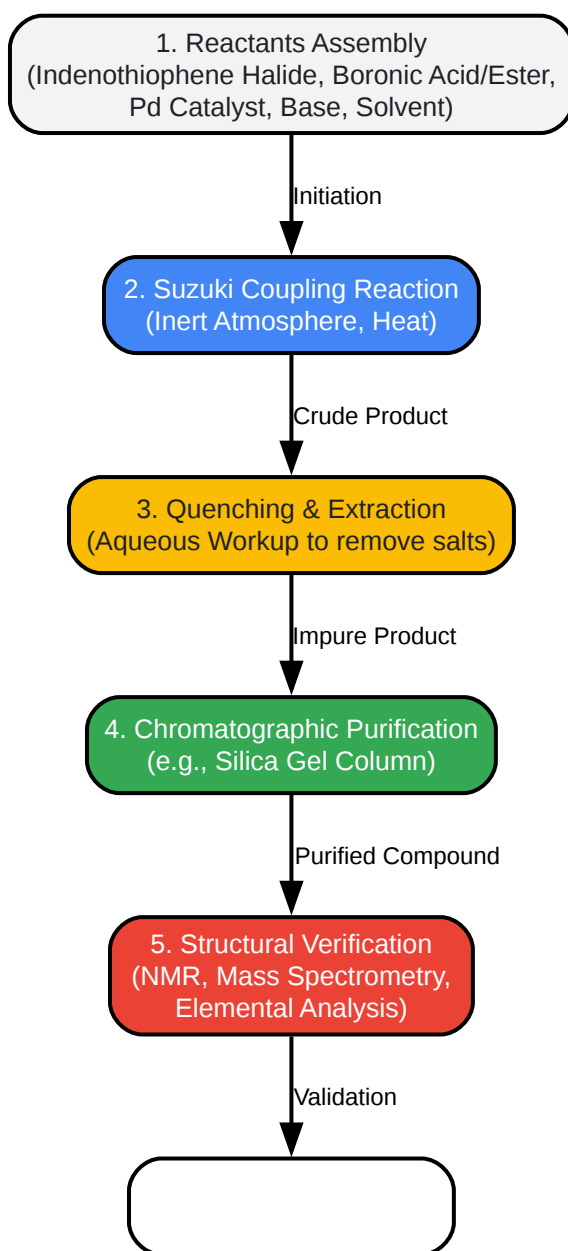 1. Reactants Assembly
(Indenothiophene Halide, Boronic Acid/Ester,
Pd Catalyst, Base, Solvent)
Initiation
2. Suzuki Coupling Reaction
(Inert Atmosphere, Heat)
Crude Product
3. Quenching & Extraction
(Aqueous Workup to remove salts)
Impure Product
4. Chromatographic Purification
(e.g., Silica Gel Column)
Purified Compound
5. Structural Verification
(NMR, Mass Spectrometry,
Elemental Analysis)
Validation